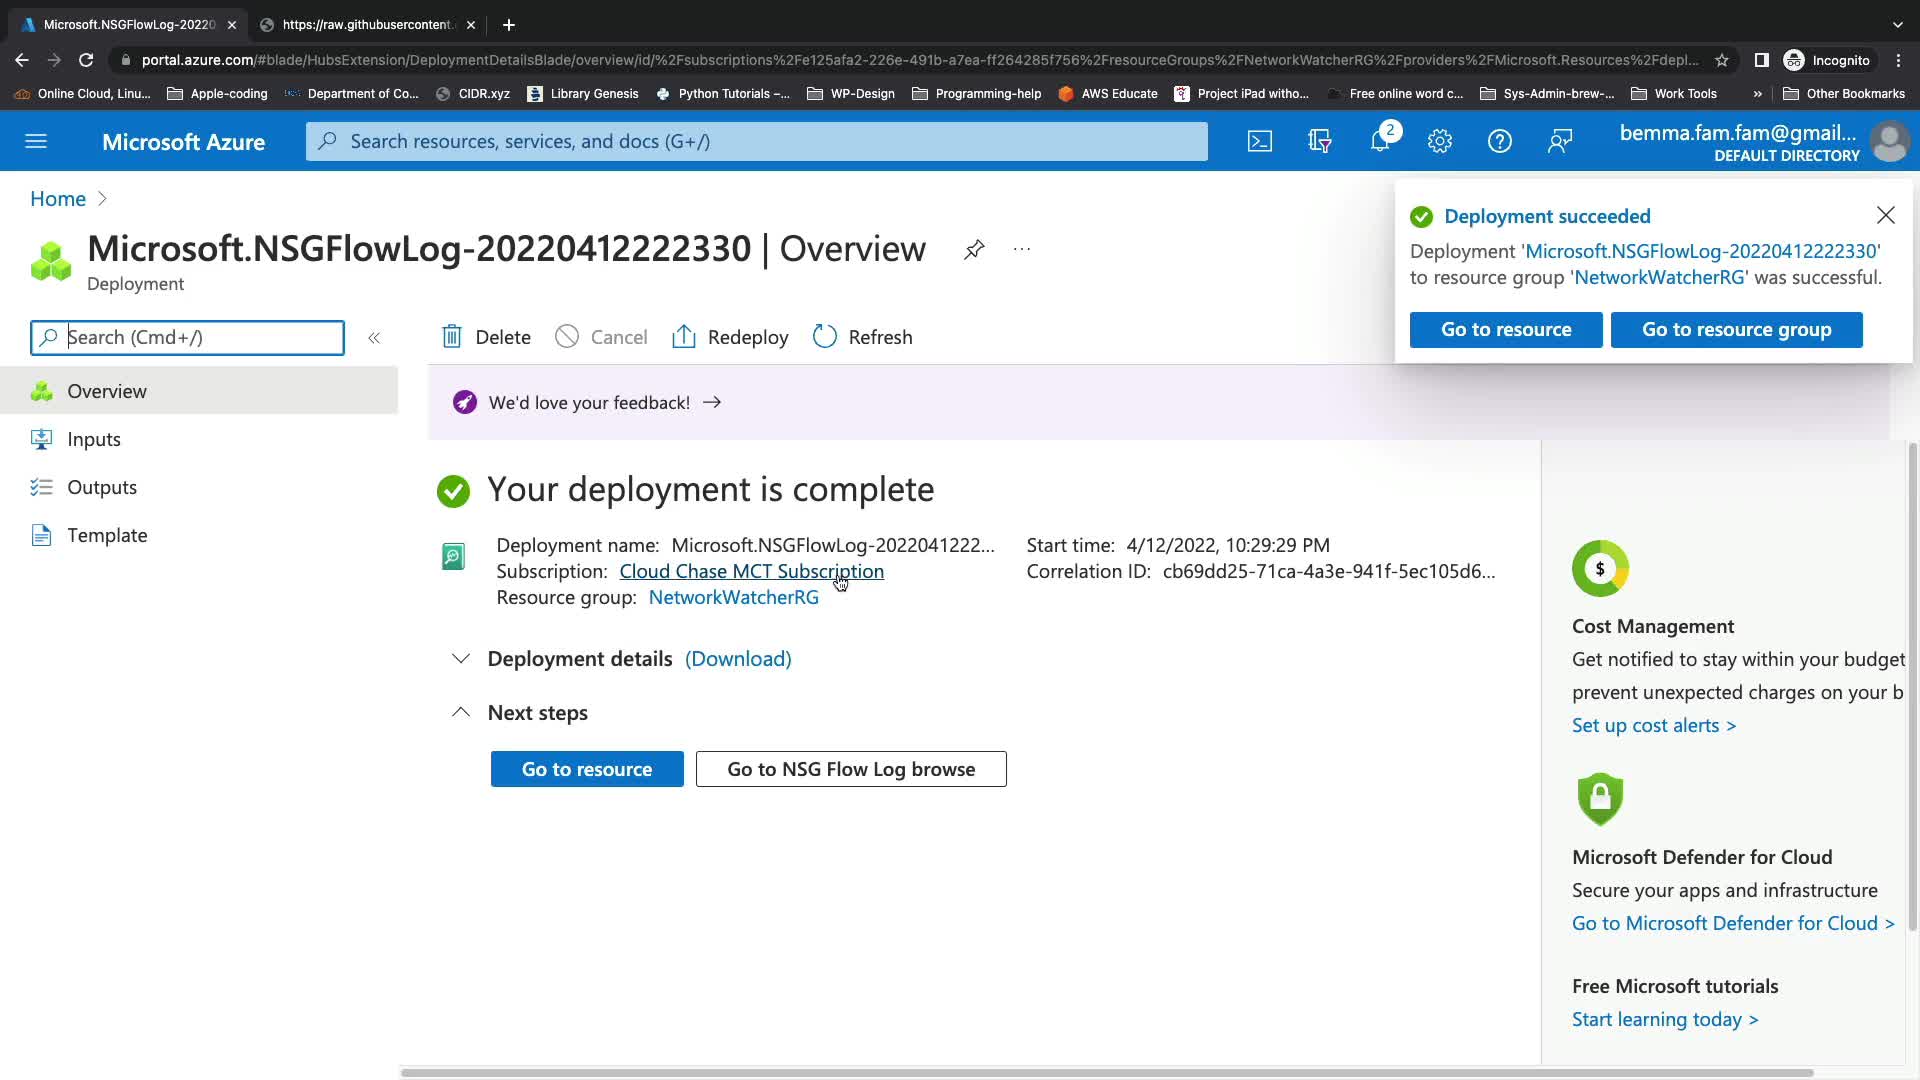 Microsoft.NSGFlowLog-20220
https://raw.githubusercontent.
portal.azure.com/#blade/HubsExtension/DeploymentDetailsBlade/overview/id/%2Fsubscriptions%2Fe125afa2-226e-491b-a7ea-ff264285f756%2FresourceGroups%2FNetworkWatcherRG%2Fproviders%2FMicrosoft.Resources%2Fdepl...
Incognito
Online Cloud, Linu...
Apple-coding
Department of Co...
CIDR.xyz
Library Genesis
Python Tutorials –...
WP-Design
Programming-help
AWS Educate
Project iPad witho...
Free online word c...
Sys-Admin-brew-...
Work Tools
»
Other Bookmarks
Microsoft Azure
Search resources, services, and docs (G+/)
2
bemma.fam.fam@gmail...
DEFAULT DIRECTORY
Home
Microsoft.NSGFlowLog-20220412222330 | Overview
Deployment
Deployment succeeded
Deployment 'Microsoft.NSGFlowLog-20220412222330'
to resource group 'NetworkWatcherRG' was successful.
Go to resource
Go to resource group
Search (Cmd+/)
Delete
Cancel
Redeploy
Refresh
Overview
Inputs
Outputs
Template
We'd love your feedback! →
Your deployment is complete
Deployment name: Microsoft.NSGFlowLog-2022041222...
Subscription: Cloud Chase MCT Subscription
Resource group: NetworkWatcherRG
Start time: 4/12/2022, 10:29:29 PM
Correlation ID: cb69dd25-71ca-4a3e-941f-5ec105d6...
Deployment details (Download)
Next steps
Go to resource
Go to NSG Flow Log browse
$
Cost Management
Get notified to stay within your budget
prevent unexpected charges on your b
Set up cost alerts >
Microsoft Defender for Cloud
Secure your apps and infrastructure
Go to Microsoft Defender for Cloud >
Free Microsoft tutorials
Start learning today >